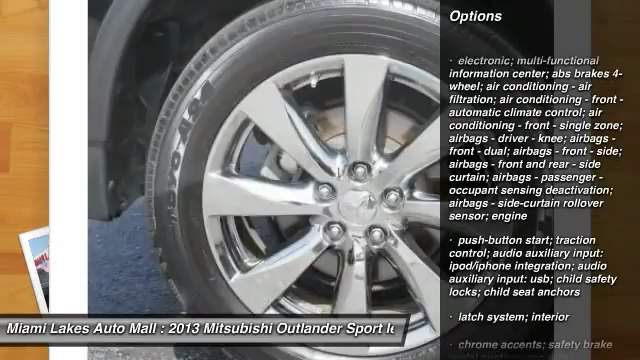 Options
· electronic; multi-functional
information center; abs brakes 4-
wheel; air conditioning - air
filtration; air conditioning - front -
automatic climate control; air
conditioning - front - single zone;
airbags - driver - knee; airbags -
front - dual; airbags - front - side;
airbags - front and rear - side
curtain; airbags - passenger -
occupant sensing deactivation;
airbags - side-curtain rollover
sensor; engine
· push-button start; traction
control; audio auxiliary input:
ipod/iphone integration; audio
auxiliary input: usb; child safety
locks; child seat anchors
· latch system; interior
· chrome accents; safety brake
Miami Lakes Auto Mall : 2013 Mitsubishi Outlander Sport